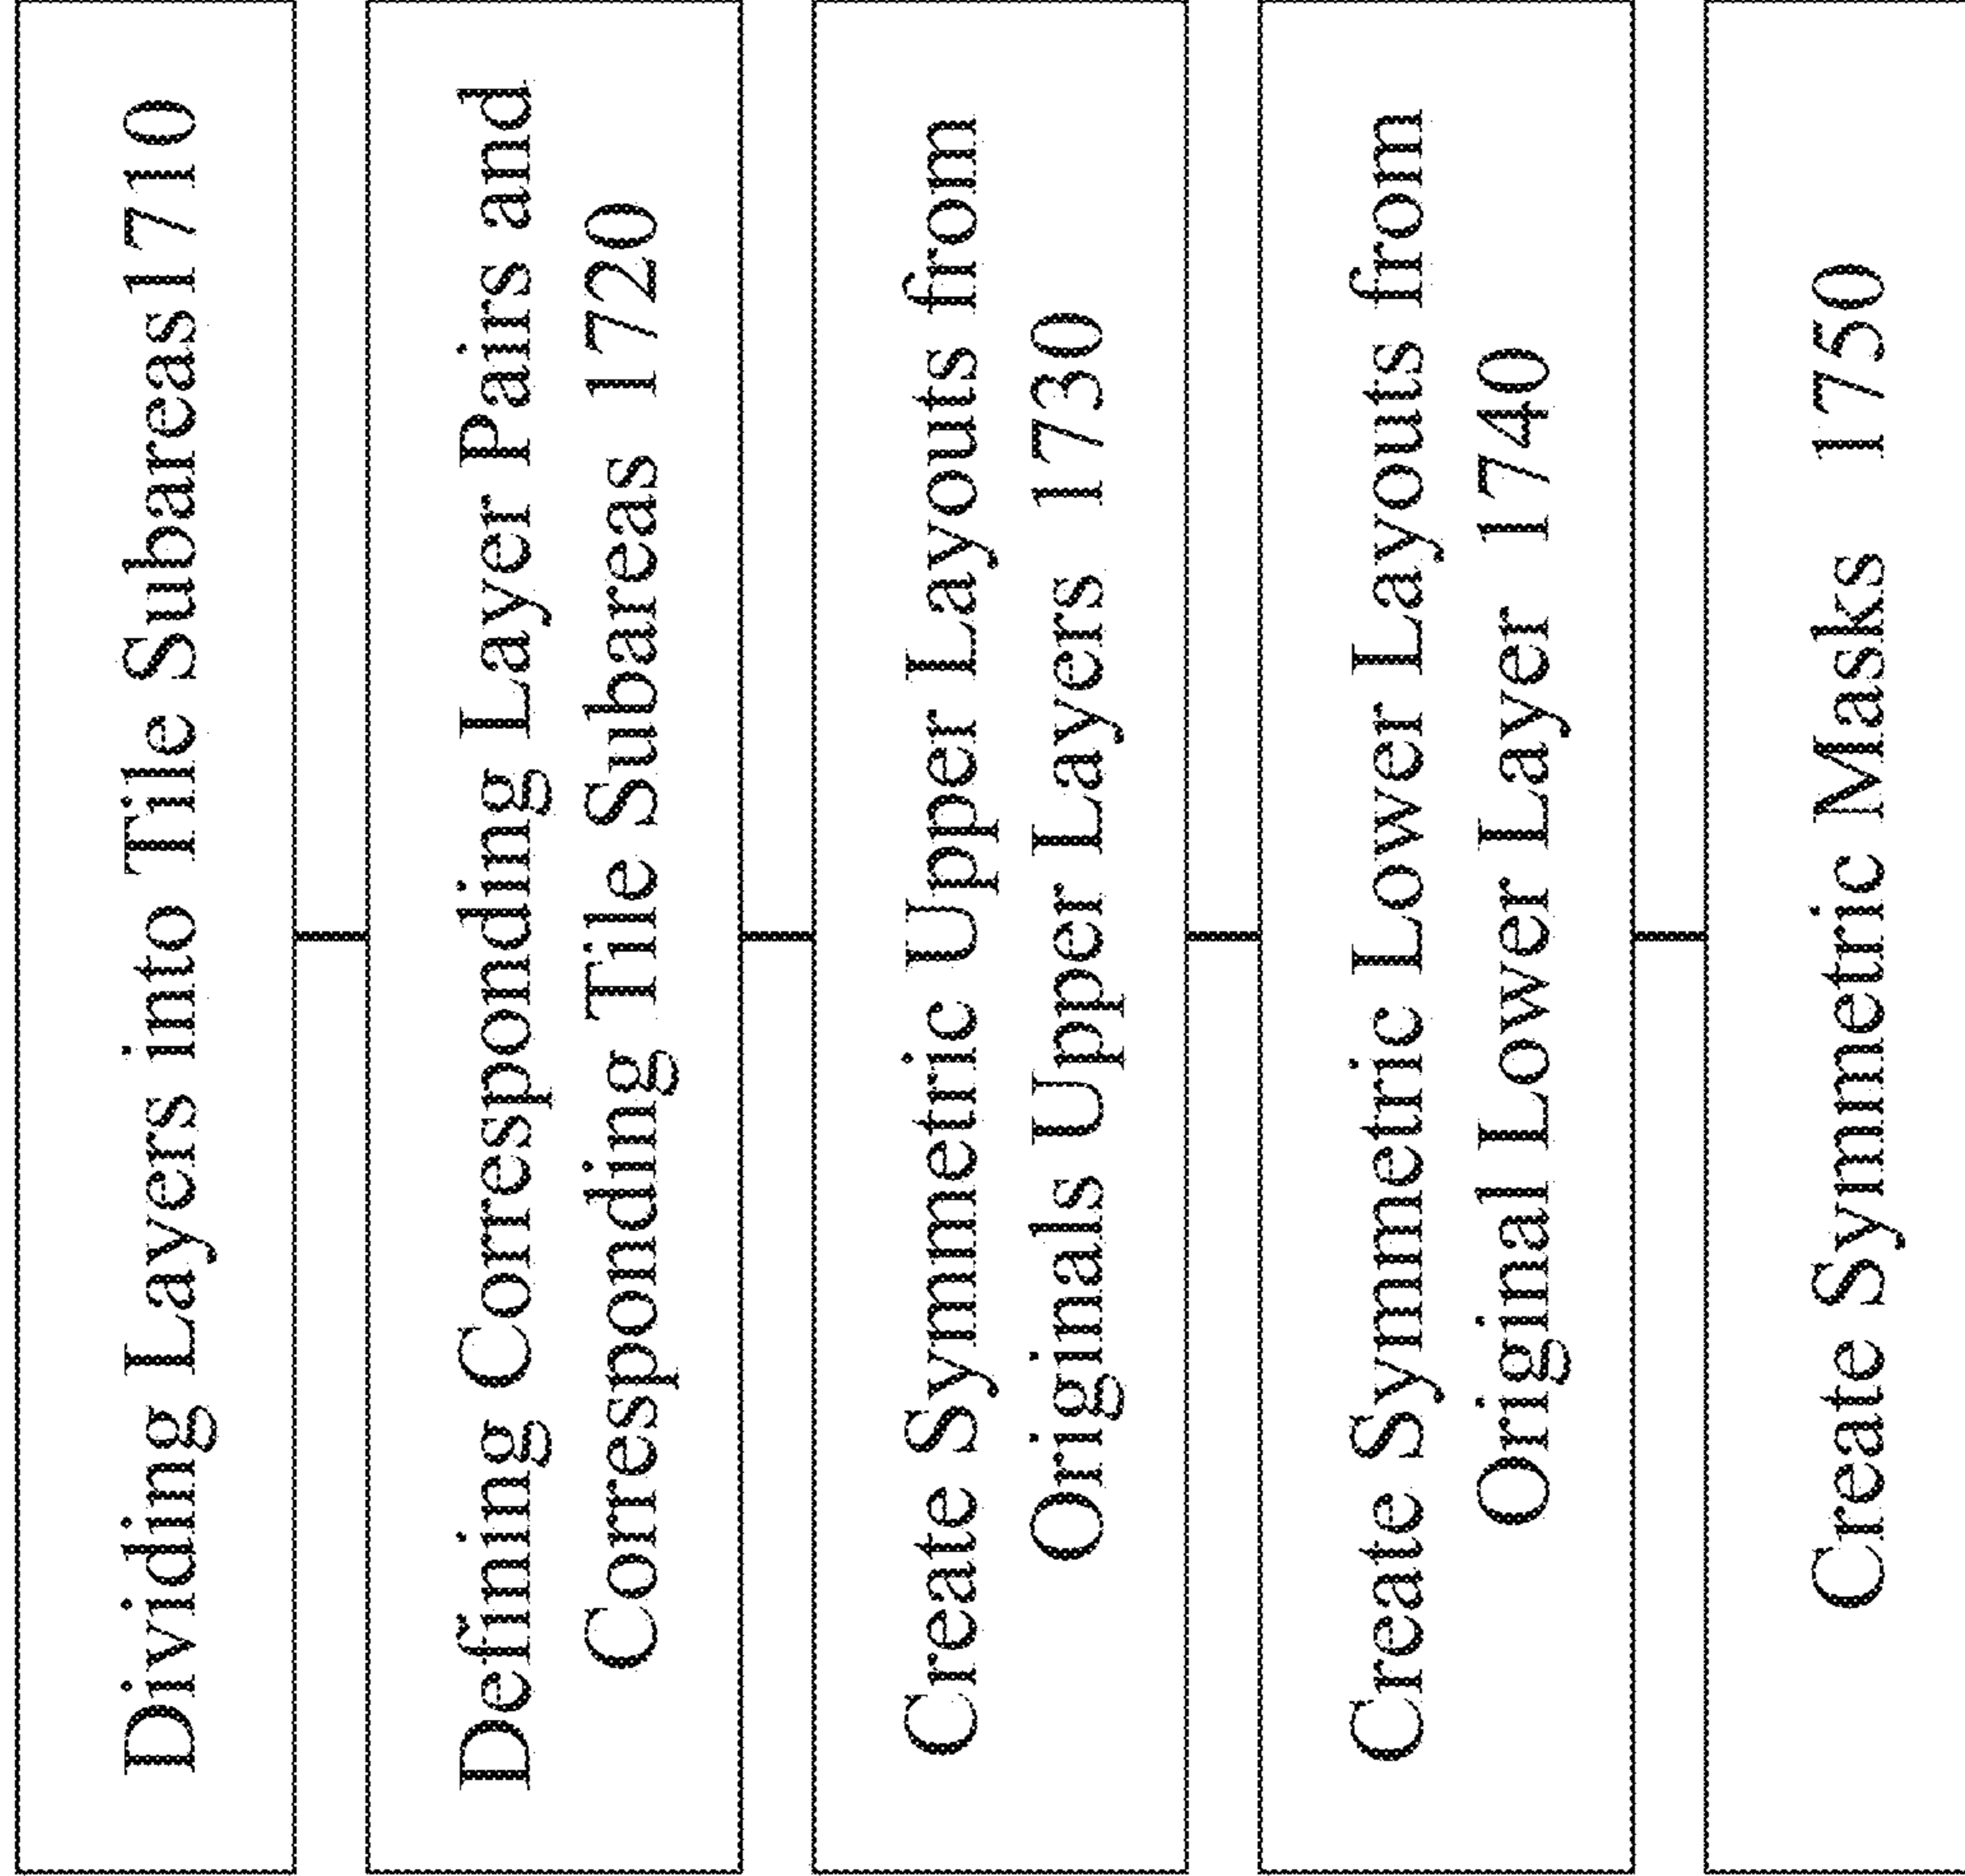 Dividing Layers into Tile Subareas1710
Defining Corresponding Layer Pairs and
Corresponding Tile Subareas 1720
Create Symmetric Upper Layouts from
Originals Upper Layers 1730
Create Symmetric Lower Layouts from
Original Lower Layer 1740
Create Symmetric Masks 1750